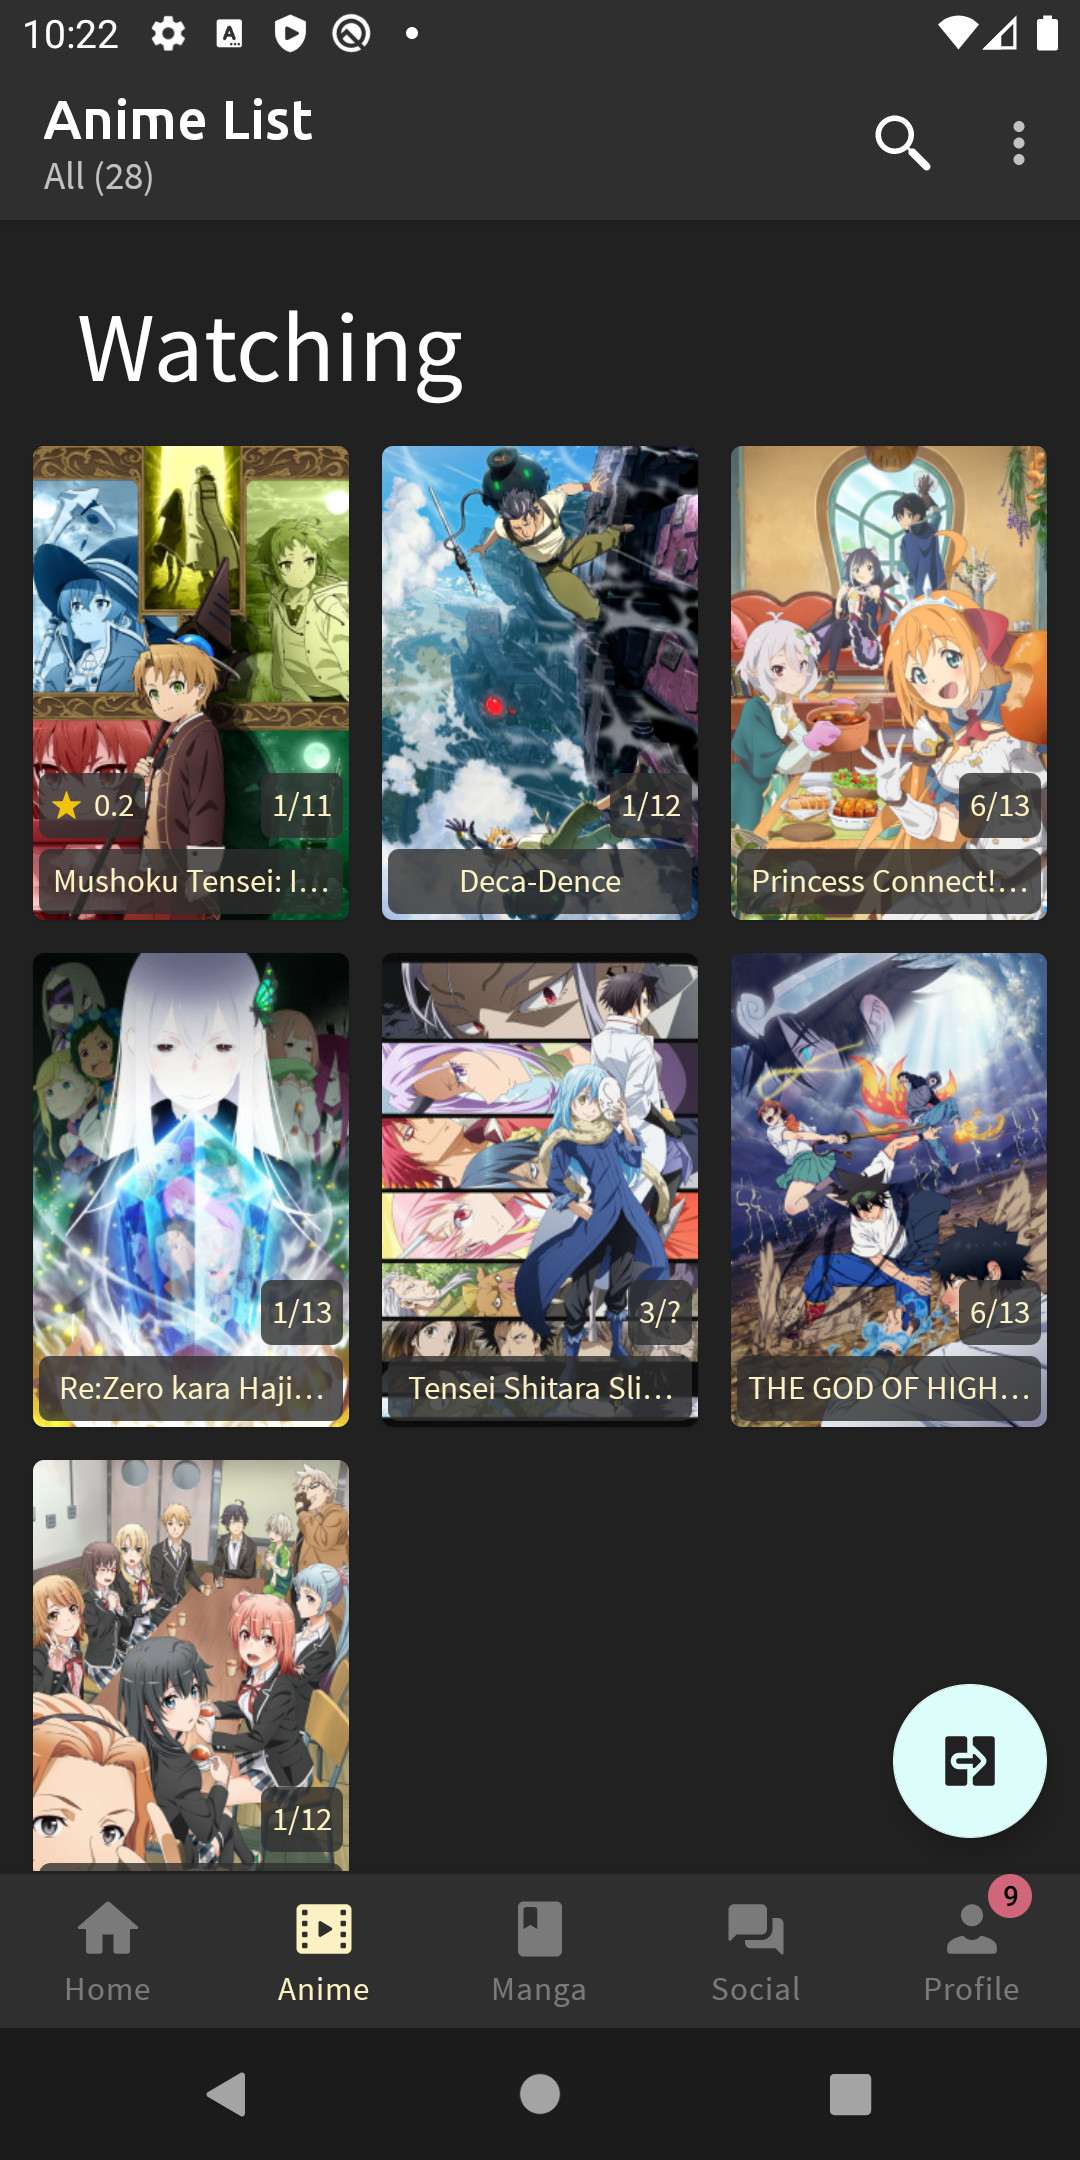 10:22
Anime List
All (28)
Watching
0.2
1/11
Mushoku Tensei: I...
1/12
Deca-Dence
6/13
Princess Connect!...
1/13
Re:Zero kara Haji...
3/?
Tensei Shitara Sli...
6/13
THE GOD OF HIGH...
1/12
9
Home
Anime
Manga
Social
Profile